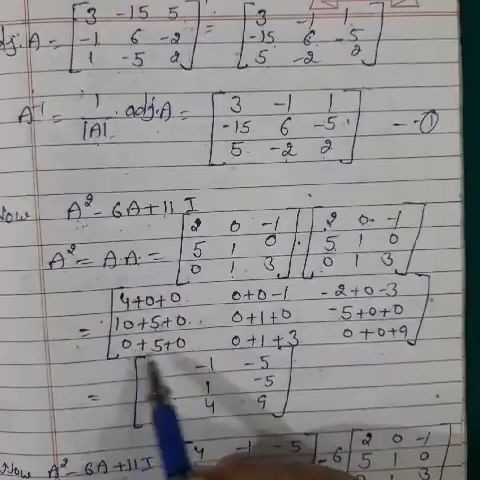 dj. A = [3 -15 5; -1 6 -2; 1 -5 2]' = [3 -1 1; -15 6 -5; 5 -2 2]
A⁻¹ = 1/|A| . adj.A = [3 -1 1; -15 6 -5; 5 -2 2] — ①
Now A² - 6A + 11 I
A² = A.A. = [2 0 -1; 5 1 0; 0 1 3] . [2 0 -1; 5 1 0; 0 1 3]
= [4+0+0 0+0-1 -2+0-3; 10+5+0 0+1+0 -5+0+0; 0+5+0 0+1+3 0+0+9]
= [-1 -5; 1 -5; 4 9]
Now A² - 6A + 11 I [4 -1 -5] - 6 [2 0 -1; 5 1 0; 1 3]